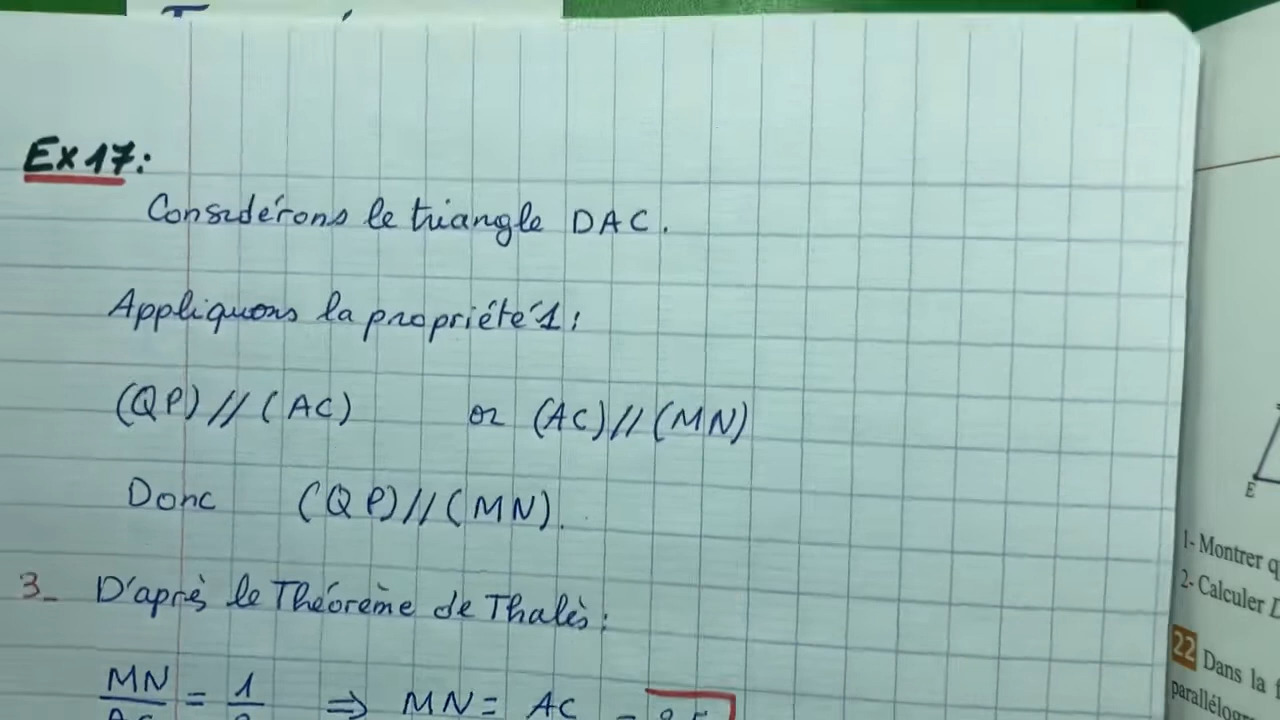 Ex 17:
Considérons le triangle DAC.
Appliquons la propriété 1:
(QP) // (AC) or (AC) // (MN)
Donc (QP) // (MN).
3_ D'après le Théorème de Thalès:
MN = 1 ⇒ MN = AC =
E
1- Montrer q
2- Calculer D
22 Dans la f
parallélogr